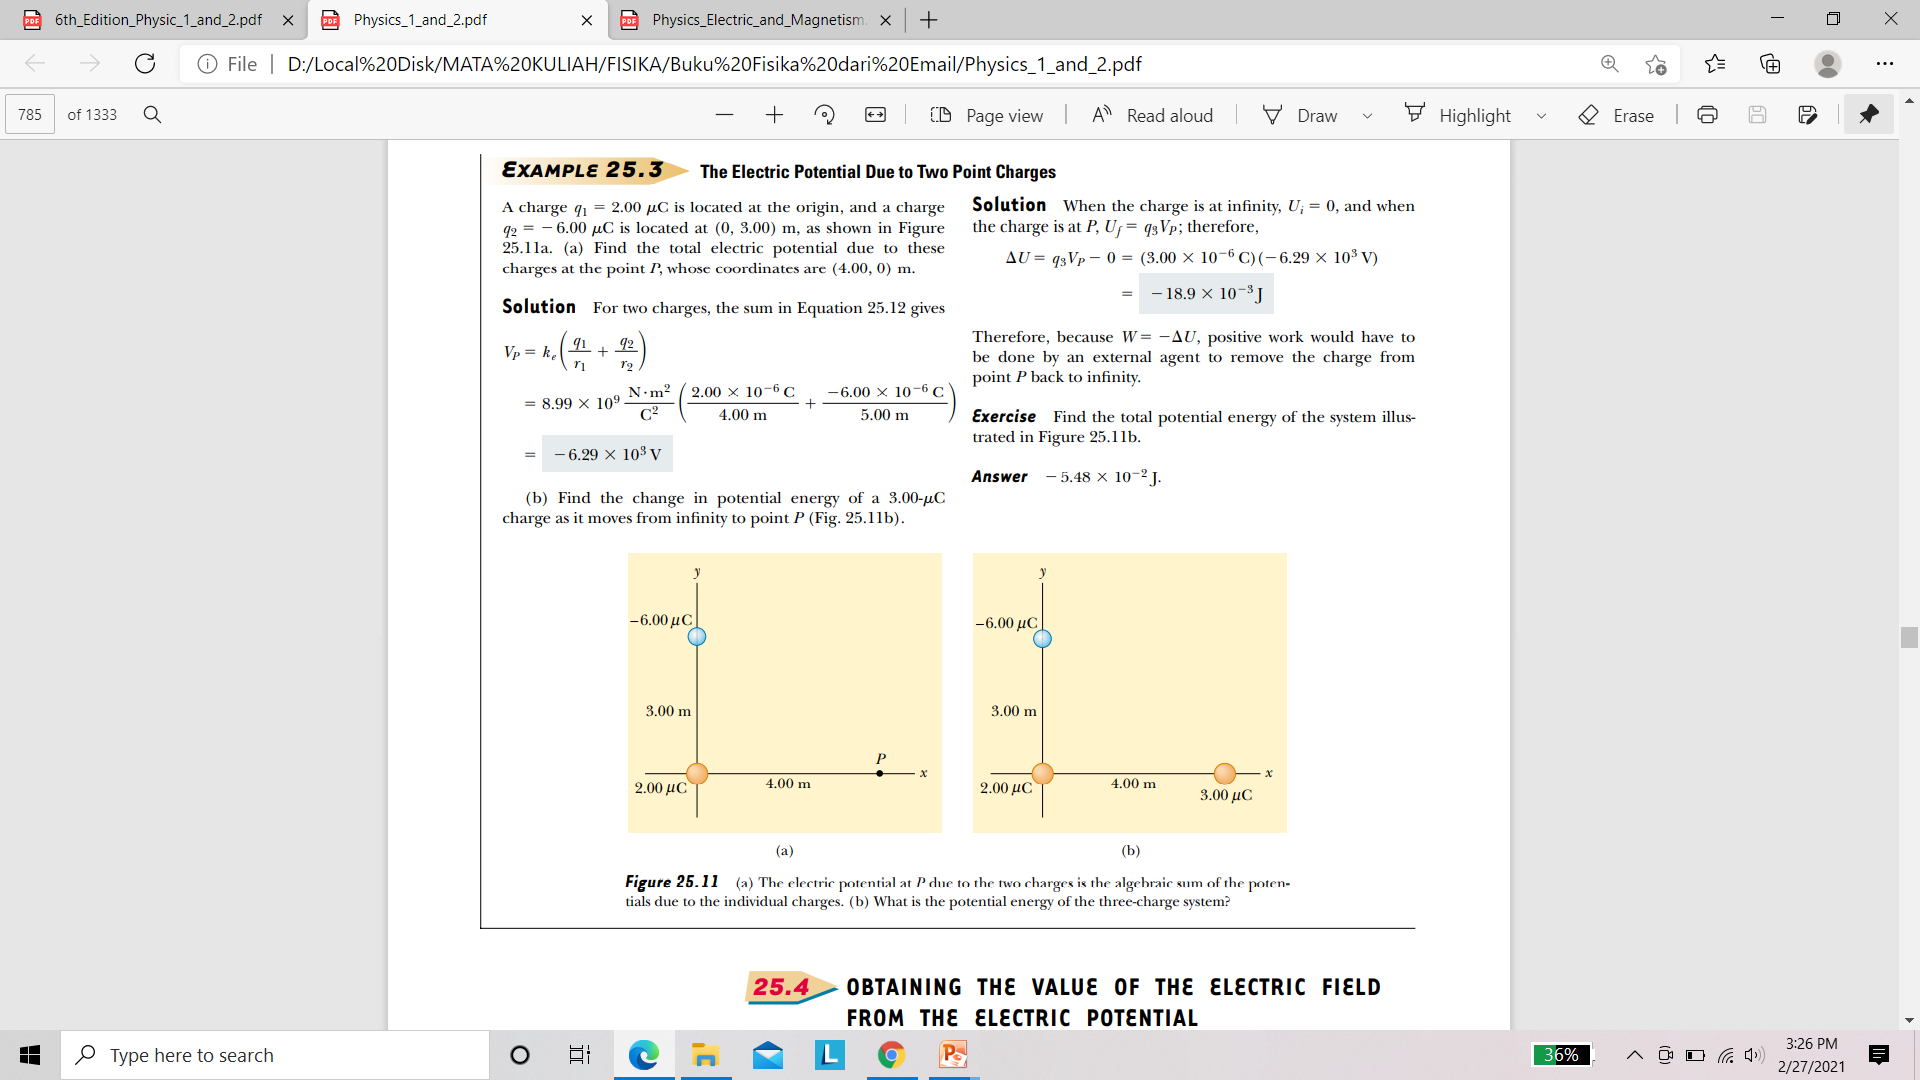 6th_Edition_Physic_1_and_2.pdf
Physics_1_and_2.pdf
Physics_Electric_and_Magnetism.
File
D:/Local%20Disk/MATA%20KULIAH/FISIKA/Buku%20Fisika%20dari%20Email/Physics_1_and_2.pdf
785 of 1333
Page view
Read aloud
Draw
Highlight
Erase
EXAMPLE 25.3 The Electric Potential Due to Two Point Charges
A charge q₁ = 2.00 μC is located at the origin, and a charge
q₂ = −6.00 μC is located at (0, 3.00) m, as shown in Figure
25.11a. (a) Find the total electric potential due to these
charges at the point P, whose coordinates are (4.00, 0) m.
Solution For two charges, the sum in Equation 25.12 gives
V_P = k_e (q₁/r₁ + q₂/r₂)
= 8.99 × 10⁹ N·m²/C² (2.00 × 10⁻⁶ C/4.00 m + −6.00 × 10⁻⁶ C/5.00 m)
= −6.29 × 10³ V
(b) Find the change in potential energy of a 3.00-μC
charge as it moves from infinity to point P (Fig. 25.11b).
Solution When the charge is at infinity, U_i = 0, and when
the charge is at P, U_f = q₃V_P; therefore,
ΔU = q₃V_P − 0 = (3.00 × 10⁻⁶ C)(−6.29 × 10³ V)
= −18.9 × 10⁻³ J
Therefore, because W = −ΔU, positive work would have to
be done by an external agent to remove the charge from
point P back to infinity.
Exercise Find the total potential energy of the system illus-
trated in Figure 25.11b.
Answer −5.48 × 10⁻² J.
y
−6.00 μC
3.00 m
P
x
2.00 μC
4.00 m
(a)
y
−6.00 μC
3.00 m
x
2.00 μC
4.00 m
3.00 μC
(b)
Figure 25.11 (a) The electric potential at P due to the two charges is the algebraic sum of the poten-
tials due to the individual charges. (b) What is the potential energy of the three-charge system?
25.4 OBTAINING THE VALUE OF THE ELECTRIC FIELD
FROM THE ELECTRIC POTENTIAL
Type here to search
L
36%
3:26 PM
2/27/2021